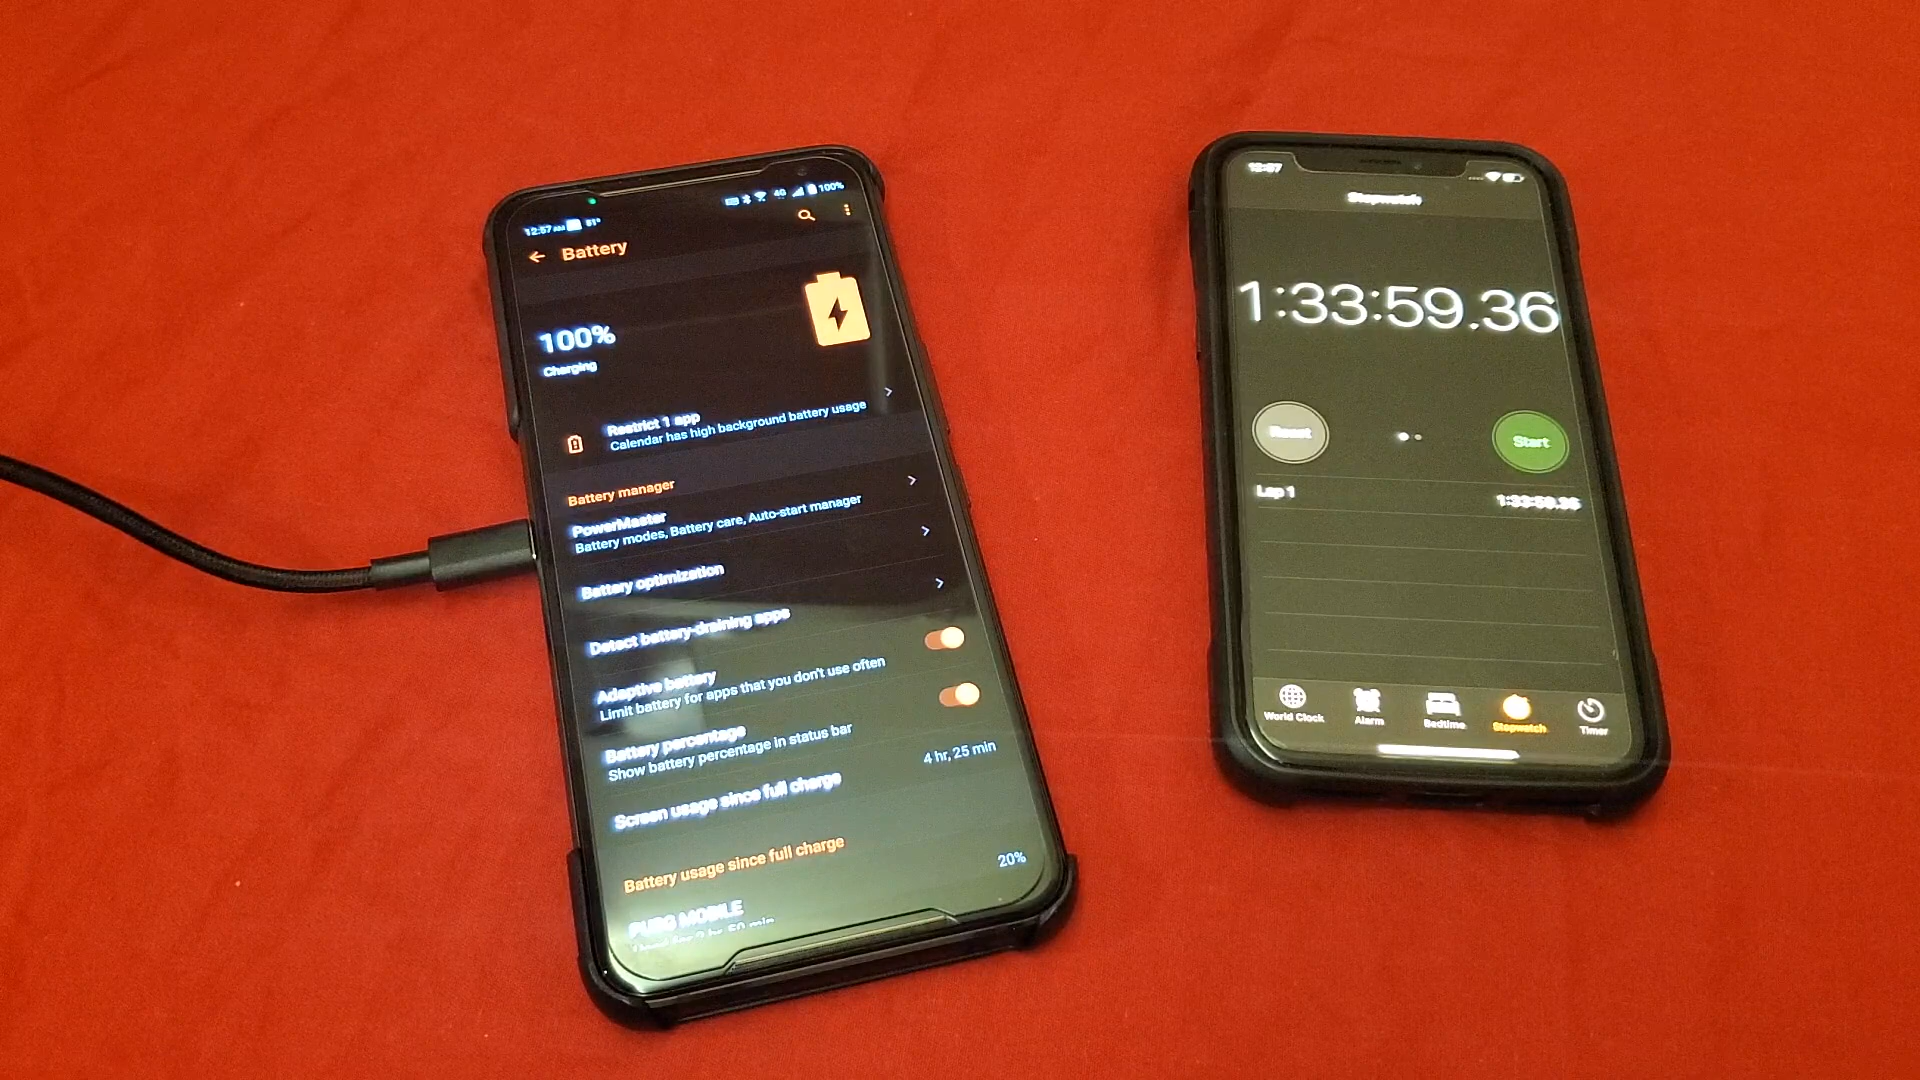 12:57 AM 51°
4G 100%
Battery
100%
Charging
Restrict 1 app
Calendar has high background battery usage
Battery manager
PowerMaster
Battery modes, Battery care, Auto-start manager
Battery optimization
Detect battery-draining apps
Adaptive battery
Limit battery for apps that you don't use often
Battery percentage
Show battery percentage in status bar
Screen usage since full charge
4 hr, 25 min
Battery usage since full charge
PUBG MOBILE
20%
12:57
Stopwatch
1:33:59.36
Reset
Start
Lap 1
1:33:59.36
World Clock
Alarm
Bedtime
Stopwatch
Timer